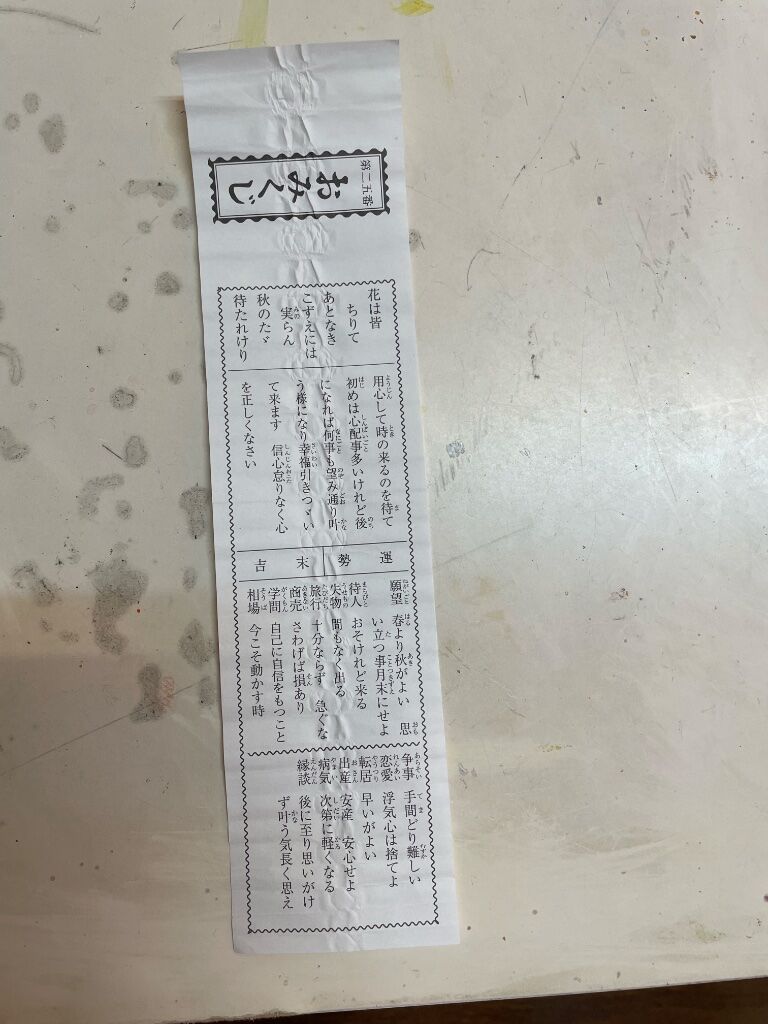 第二五番
おみくじ
花は皆
ちりて
あとなき
こずえには
実らん
秋のたゞ
待たれけり
用心して時の来るのを待て
初めは心配事多いけれど後
になれば何事も望み通り叶
う様になり幸福引きつゞい
て来ます 信心怠りなく心
を正しくなさい
運勢 末吉
願望 春よりがよい 思
い立つ事月末にせよ
待人 おそけれど来る
失物 間もなく出る
旅行 十分ならず 急ぐな
商売 さわげば損あり
学問 自己に自信をもつこと
相場 今こそ動かす時
争事 手間どり難しい
恋愛 浮気心は捨てよ
転居 早いがよい
出産 安産 安心せよ
病気 次第に軽くなる
縁談 後に至り思いがけ
ず叶う気長く思え